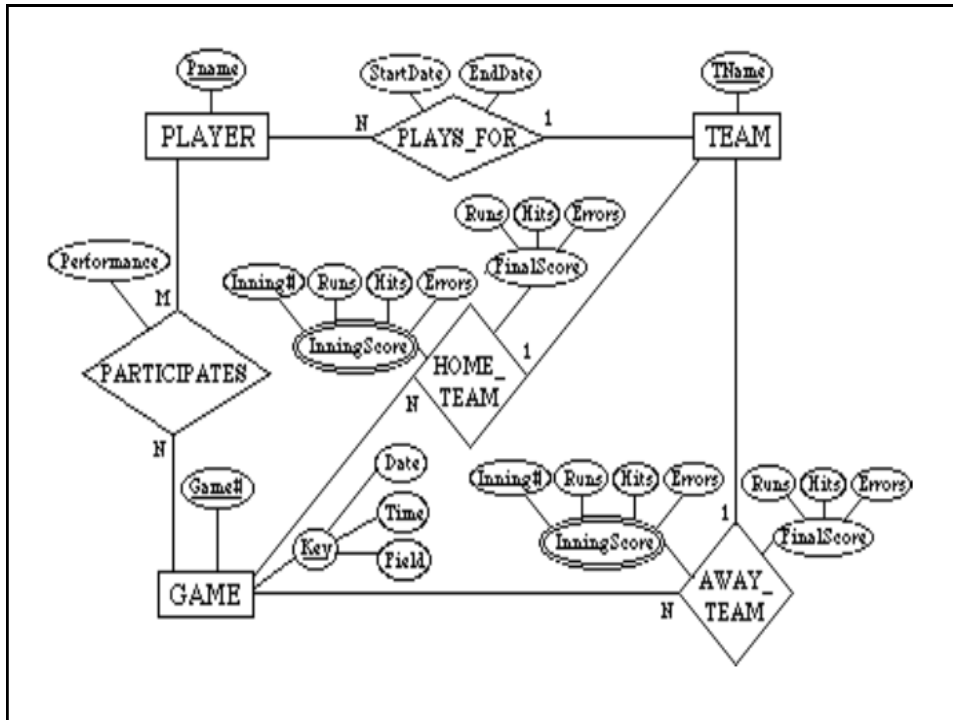 Pname
StartDate
EndDate
TName
PLAYER
N
PLAYS_FOR
1
TEAM
Runs
Hits
Errors
FinalScore
Performance
Inning#
Runs
Hits
Errors
InningScore
M
1
HOME_
TEAM
N
PARTICIPATES
N
Game#
Date
Time
Key
Field
GAME
Inning#
Runs
Hits
Errors
InningScore
Runs
Hits
Errors
FinalScore
1
N
AWAY_
TEAM